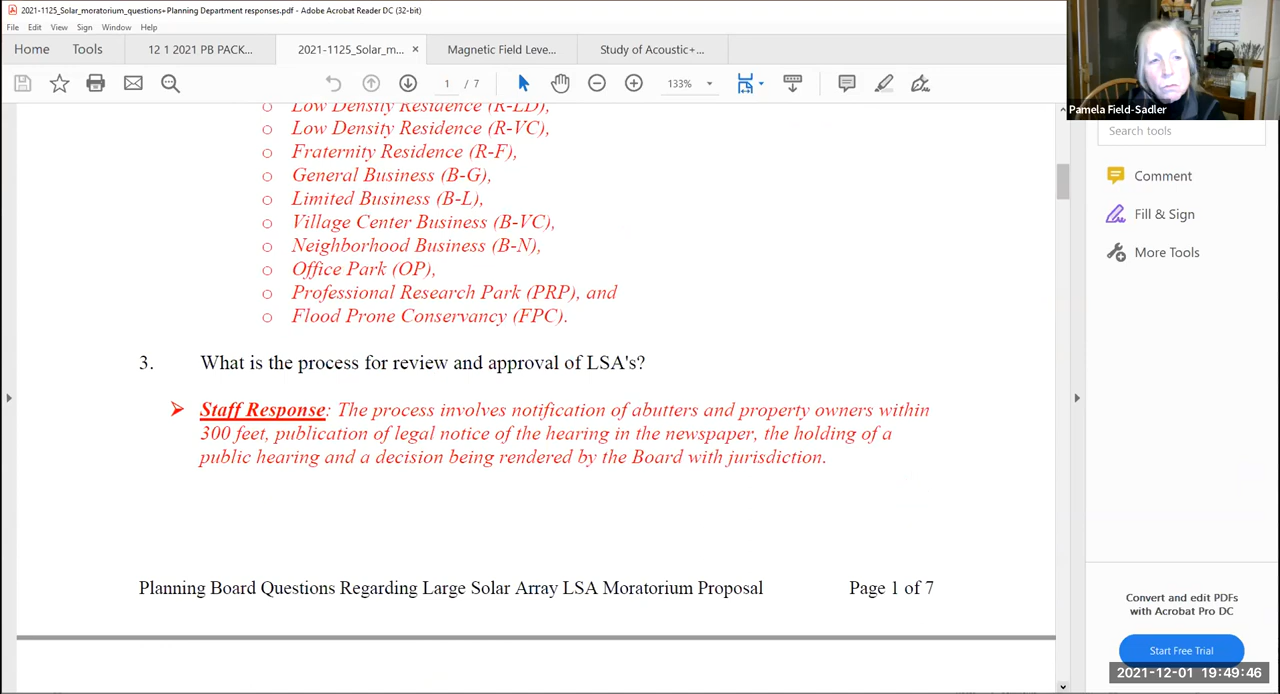 2021-1125_Solar_moratorium_questions+Planning Department responses.pdf - Adobe Acrobat Reader DC (32-bit)
File Edit View Sign Window Help
Home Tools 12 1 2021 PB PACK... 2021-1125_Solar_m... × Magnetic Field Leve... Study of Acoustic+...
1 / 7 133%
Pamela Field-Sadler
Search tools
Comment
Fill & Sign
More Tools
Low Density Residence (R-LD),
Low Density Residence (R-VC),
Fraternity Residence (R-F),
General Business (B-G),
Limited Business (B-L),
Village Center Business (B-VC),
Neighborhood Business (B-N),
Office Park (OP),
Professional Research Park (PRP), and
Flood Prone Conservancy (FPC).
3. What is the process for review and approval of LSA's?
Staff Response: The process involves notification of abutters and property owners within
300 feet, publication of legal notice of the hearing in the newspaper, the holding of a
public hearing and a decision being rendered by the Board with jurisdiction.
Planning Board Questions Regarding Large Solar Array LSA Moratorium Proposal Page 1 of 7
Convert and edit PDFs
with Acrobat Pro DC
Start Free Trial
2021-12-01 19:49:46